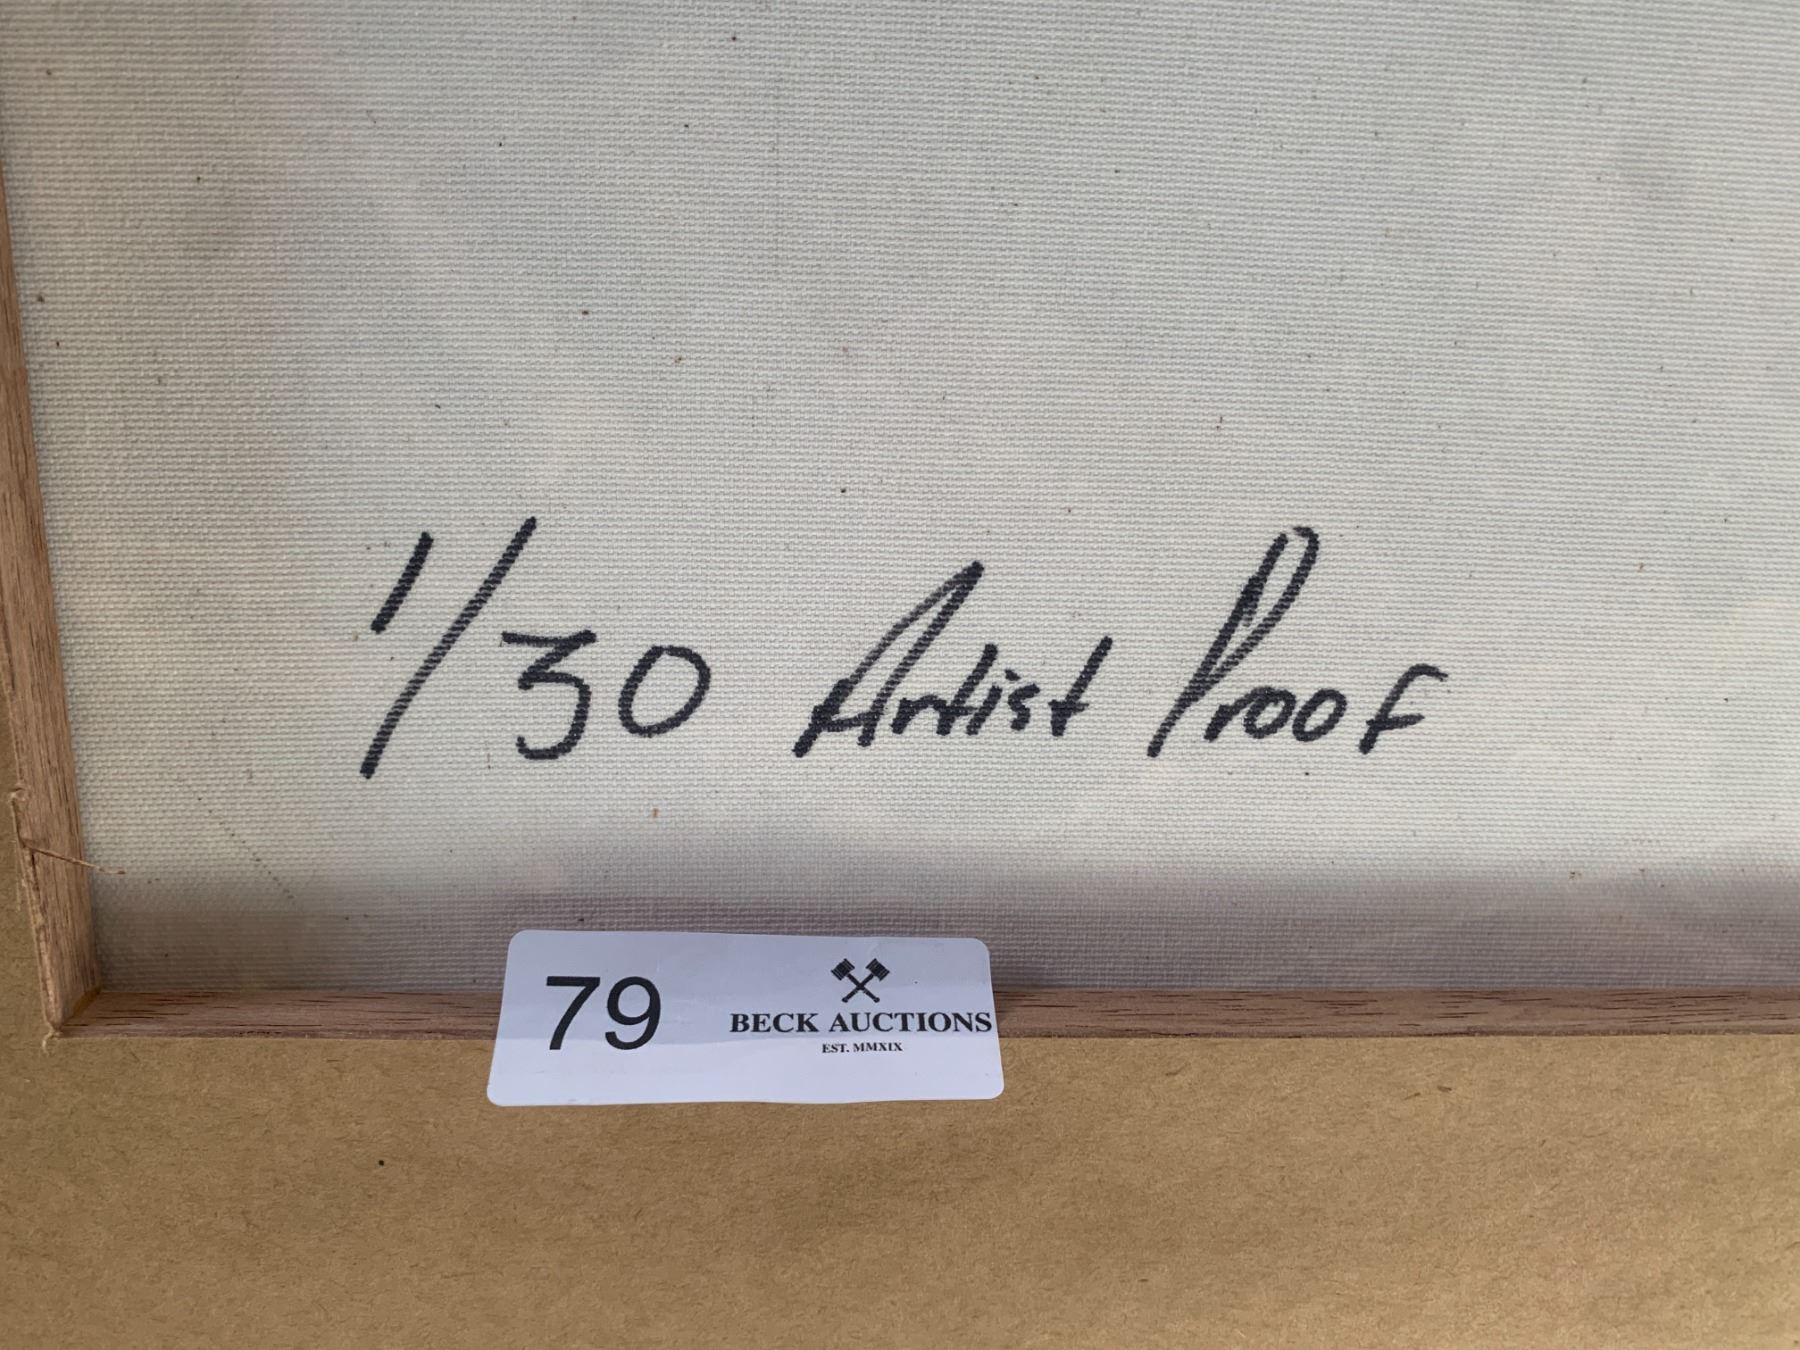 1/30 Artist Proof
79
BECK AUCTIONS
EST. MMXIX